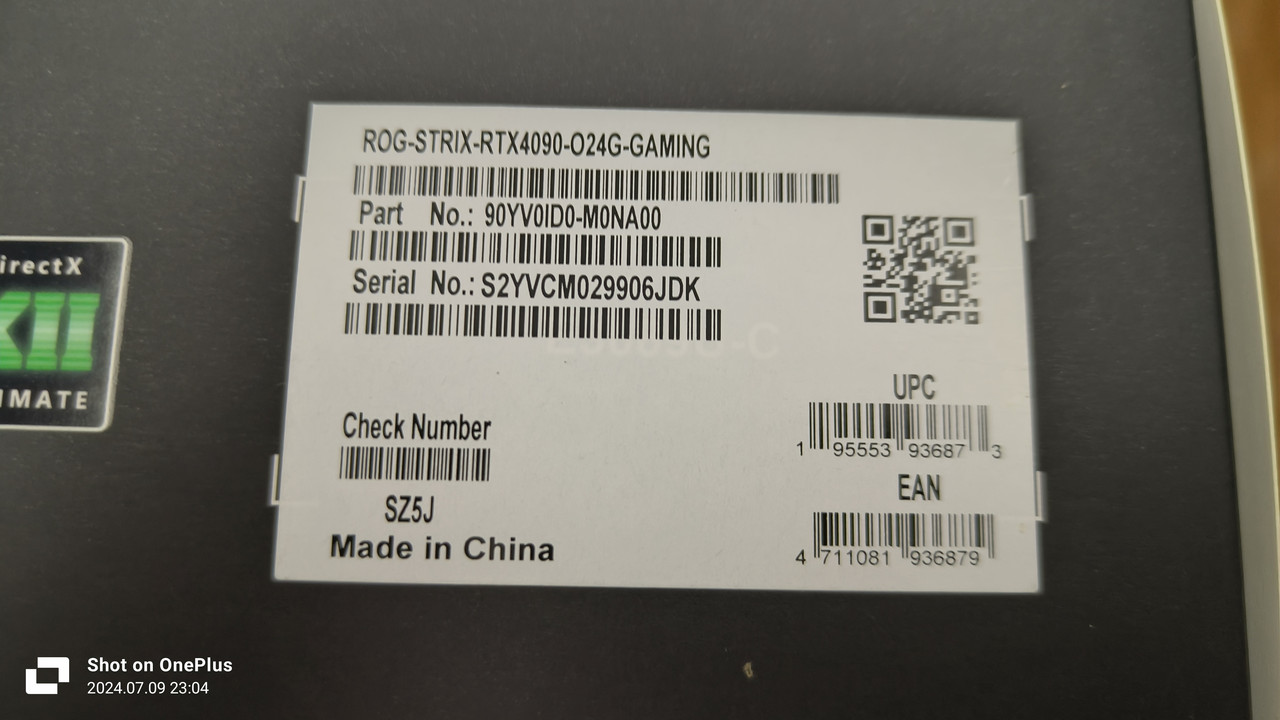 ROG-STRIX-RTX4090-O24G-GAMING
Part No.: 90YV0ID0-M0NA00
Serial No.: S2YVCM029906JDK
UPC
1 95553 93687 3
Check Number
SZ5J
EAN
4 711081 936879
Made in China
irectX
XII
IMATE
Shot on OnePlus
2024.07.09 23:04